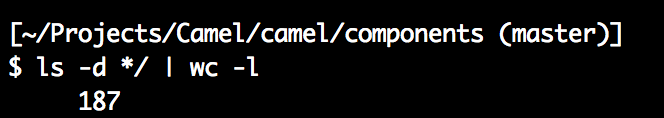 [~/Projects/Camel/camel/components (master)]
$ ls -d */ | wc -l
187